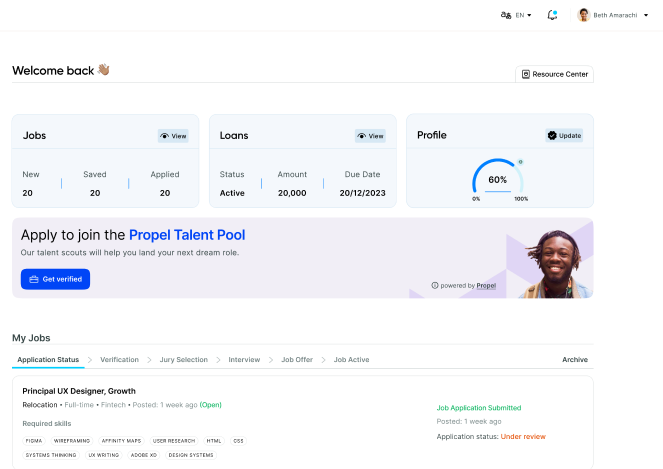 EN
Beth Amarachi
Welcome back
Resource Center
Jobs
View
New
Saved
Applied
20
20
20
Loans
View
Status
Amount
Due Date
Active
20,000
20/12/2023
Profile
Update
60%
0%
100%
Apply to join the Propel Talent Pool
Our talent scouts will help you land your next dream role.
Get verified
powered by Propel
My Jobs
Application Status
Verification
Jury Selection
Interview
Job Offer
Job Active
Archive
Principal UX Designer, Growth
Relocation • Full-time • Fintech • Posted: 1 week ago (Open)
Required skills
FIGMA
WIREFRAMING
AFFINITY MAPS
USER RESEARCH
HTML
CSS
SYSTEMS THINKING
UX WRITING
ADOBE XD
DESIGN SYSTEMS
Job Application Submitted
Posted: 1 week ago
Application status: Under review